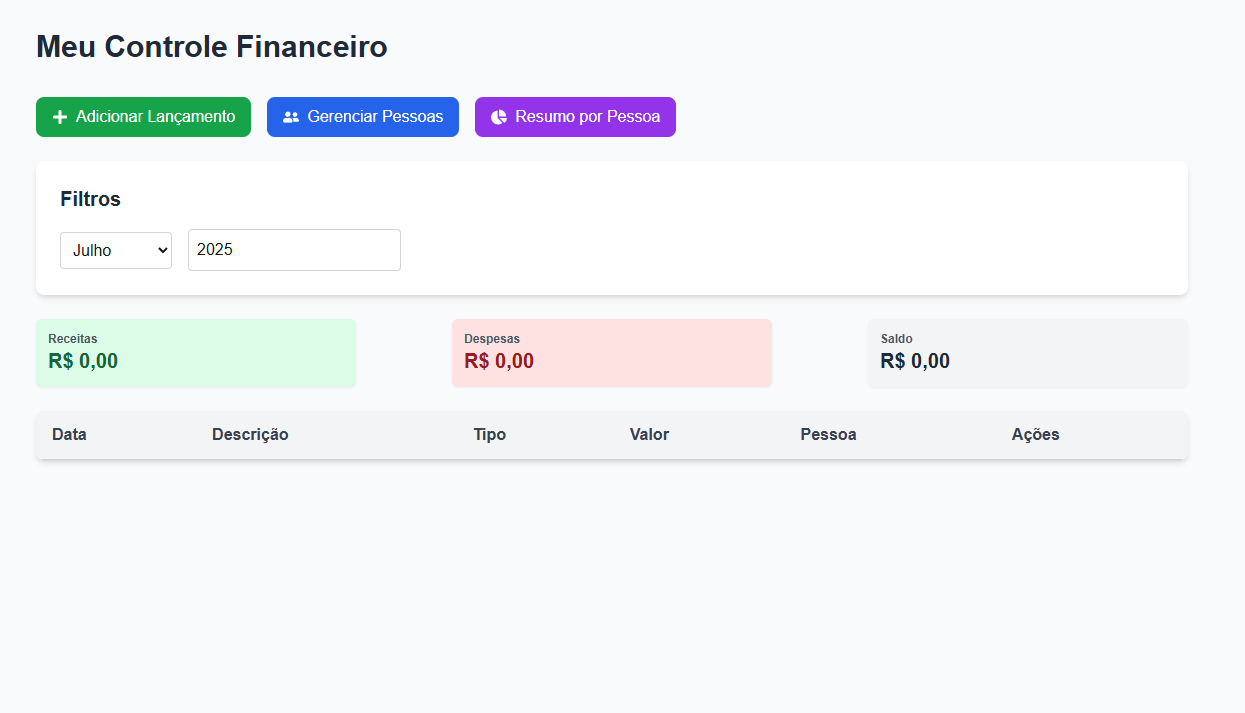 Meu Controle Financeiro
Adicionar Lançamento Gerenciar Pessoas Resumo por Pessoa
Filtros
Julho 2025
Receitas Despesas Saldo
R$ 0,00 R$ 0,00 R$ 0,00
Data Descrição Tipo Valor Pessoa Ações